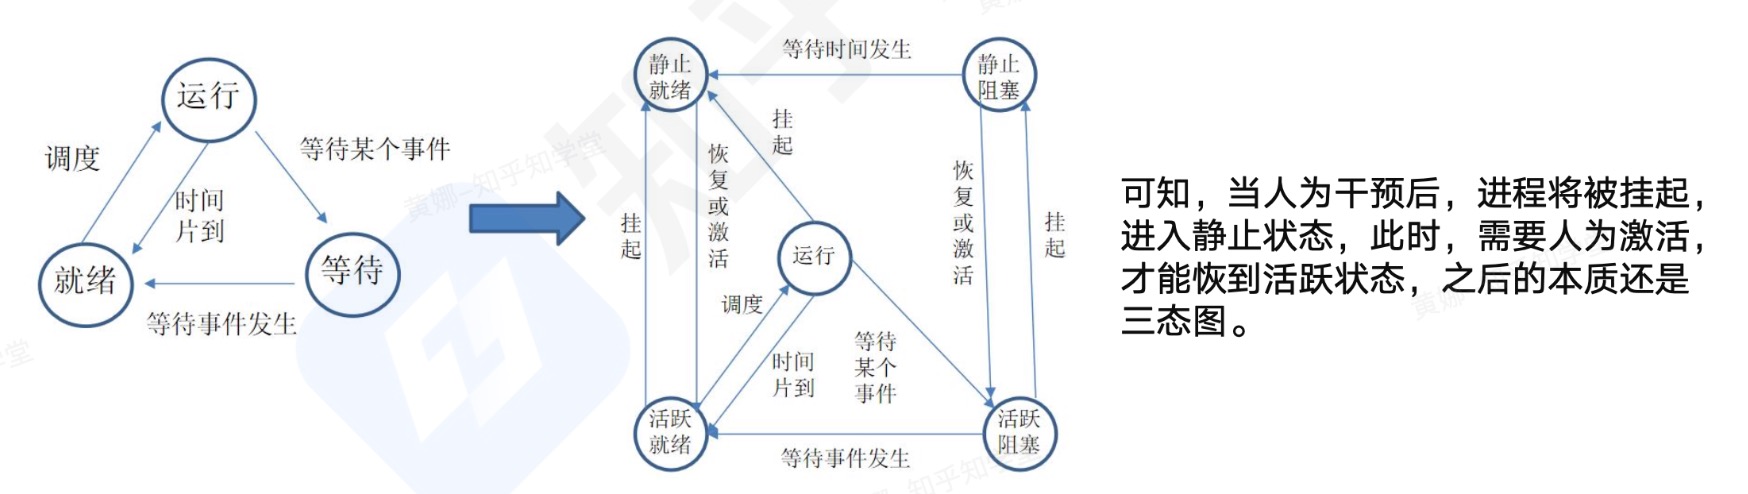 运行
调度
等待某个事件
时间
片到
就绪
等待
等待事件发生
静止
就绪
等待时间发生
静止
阻塞
挂
起
恢
复
或
激
活
挂
起
恢
复
或
激
活
挂
起
运行
调度
时间
片到
等待
某个
事件
活跃
就绪
等待事件发生
活跃
阻塞
可知，当人为干预后，进程将被挂起，
进入静止状态，此时，需要人为激活，
才能恢到活跃状态，之后的本质还是
三态图。
知乎
黄娜-知乎知学堂